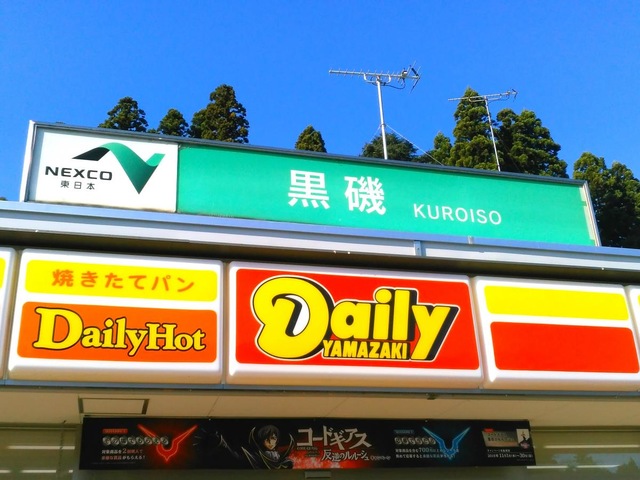 NEXCO
東日本
黒磯 KUROISO
焼きたてパン
DailyHot
Daily
YAMAZAKI
コードギアス
反逆のルルーシュ